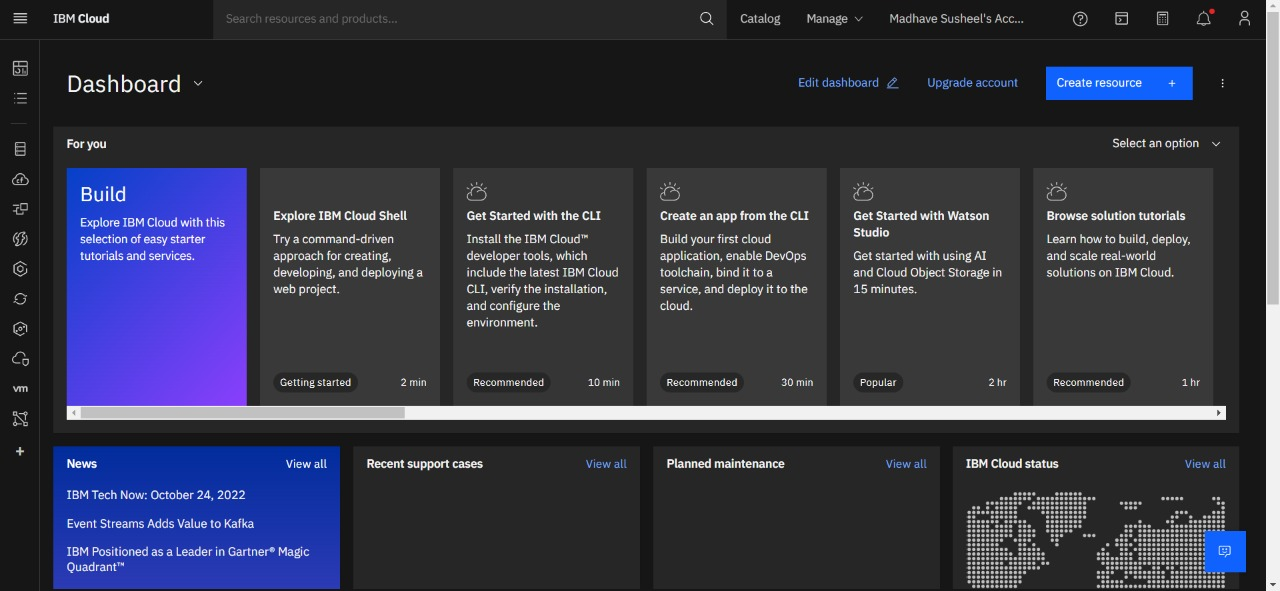 IBM Cloud
Search resources and products...
Catalog
Manage
Madhave Susheel's Acc...
Dashboard
Edit dashboard
Upgrade account
Create resource +
For you
Select an option
Build
Explore IBM Cloud with this
selection of easy starter
tutorials and services.
Explore IBM Cloud Shell
Try a command-driven
approach for creating,
developing, and deploying a
web project.
Getting started
2 min
Get Started with the CLI
Install the IBM Cloud™
developer tools, which
include the latest IBM Cloud
CLI, verify the installation,
and configure the
environment.
Recommended
10 min
Create an app from the CLI
Build your first cloud
application, enable DevOps
toolchain, bind it to a
service, and deploy it to the
cloud.
Recommended
30 min
Get Started with Watson
Studio
Get started with using AI
and Cloud Object Storage in
15 minutes.
Popular
2 hr
Browse solution tutorials
Learn how to build, deploy,
and scale real-world
solutions on IBM Cloud.
Recommended
1 hr
vm
News
View all
IBM Tech Now: October 24, 2022
Event Streams Adds Value to Kafka
IBM Positioned as a Leader in Gartner® Magic
Quadrant™
Recent support cases
View all
Planned maintenance
View all
IBM Cloud status
View all